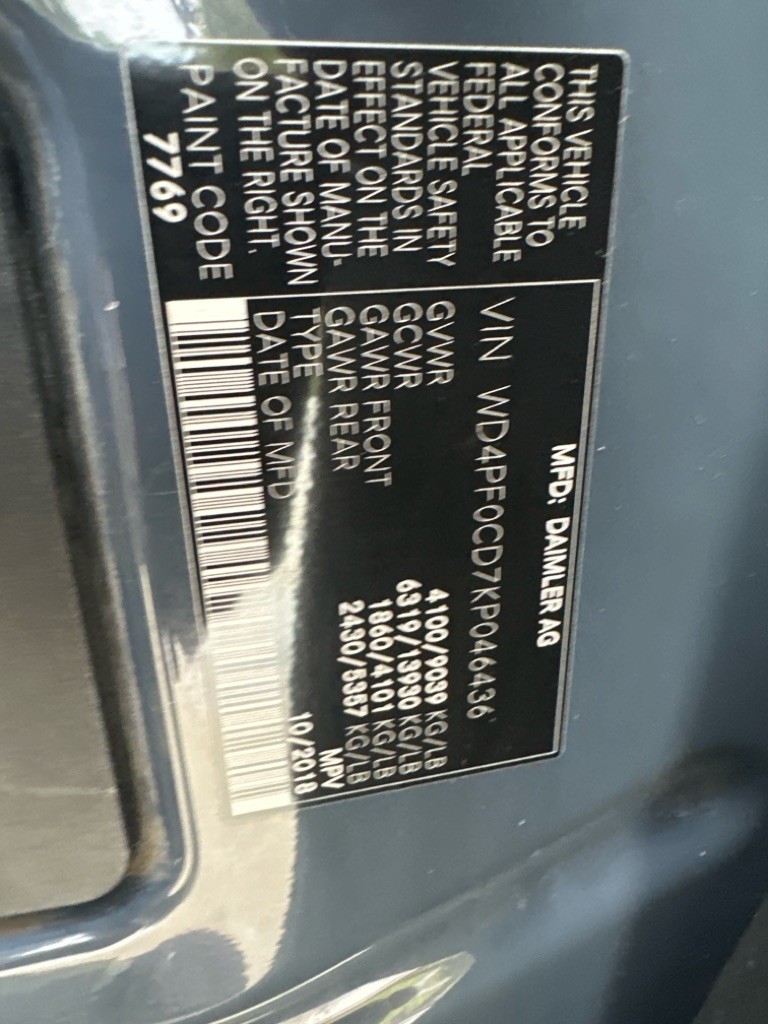 THIS VEHICLE
CONFORMS TO
ALL APPLICABLE
FEDERAL
VEHICLE SAFETY
STANDARDS IN
EFFECT ON THE
DATE OF MANU-
FACTURE SHOWN
ON THE RIGHT.
PAINT CODE
7769
MFD: DAIMLER AG
VIN WD4PF0CD7KP046436
GVWR 4100/9039 KG/LB
GCWR 6319/13930 KG/LB
GAWR FRONT 1860/4101 KG/LB
GAWR REAR 2430/5357 KG/LB
TYPE MPV
DATE OF MFD 10/2018